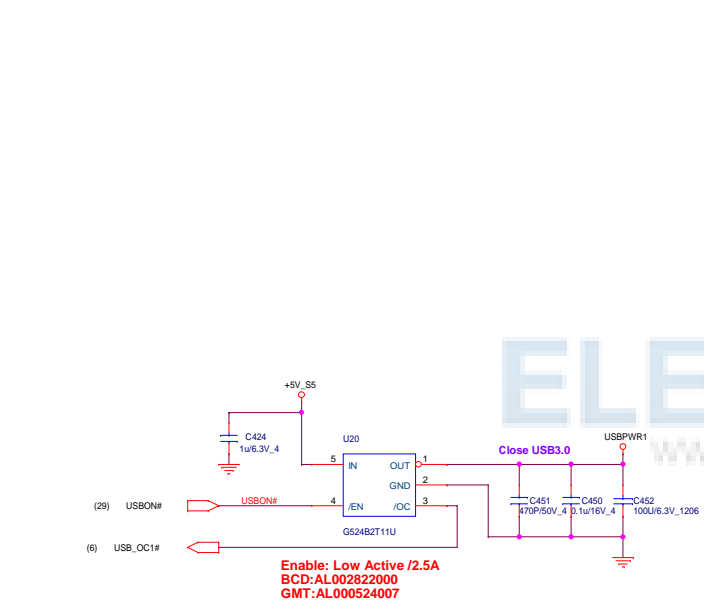 ELE
+5V_S5
C424
1u/6.3V_4
U20
Close USB3.0
USBPWR1
5 IN OUT 1
GND 2
4 /EN /OC 3
G524B2T11U
C451
470P/50V_4
C450
0.1u/16V_4
C452
100U/6.3V_1206
(29) USBON# USBON#
(6) USB_OC1#
Enable: Low Active /2.5A
BCD:AL002822000
GMT:AL000524007